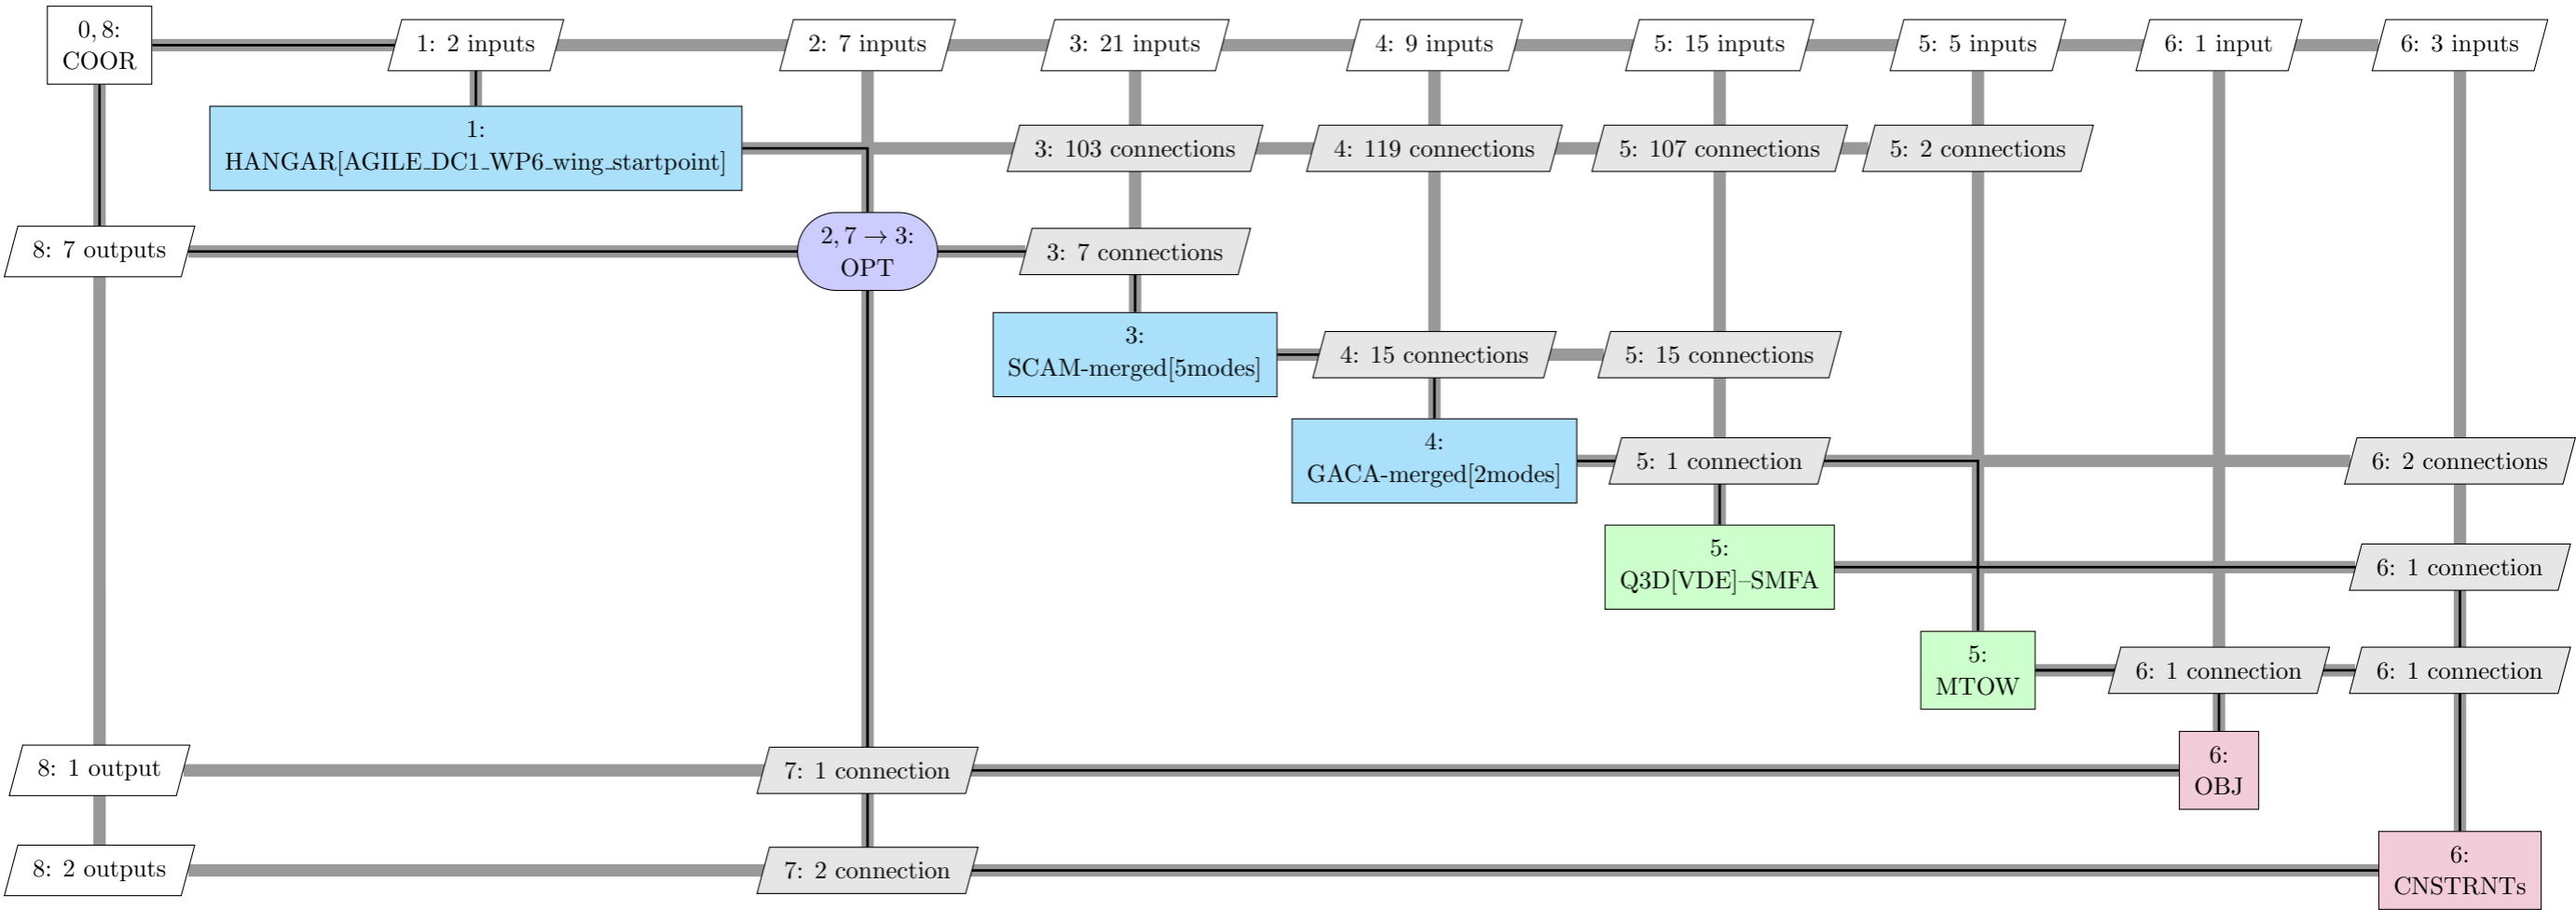 0, 8:
COOR
1: 2 inputs
2: 7 inputs
3: 21 inputs
4: 9 inputs
5: 15 inputs
5: 5 inputs
6: 1 input
6: 3 inputs
1:
HANGAR[AGILE_DC1_WP6_wing_startpoint]
3: 103 connections
4: 119 connections
5: 107 connections
5: 2 connections
8: 7 outputs
2, 7 → 3:
OPT
3: 7 connections
3:
SCAM-merged[5modes]
4: 15 connections
5: 15 connections
4:
GACA-merged[2modes]
5: 1 connection
6: 2 connections
5:
Q3D[VDE]–SMFA
6: 1 connection
5:
MTOW
6: 1 connection
6: 1 connection
8: 1 output
7: 1 connection
6:
OBJ
8: 2 outputs
7: 2 connection
6:
CNSTRNTs